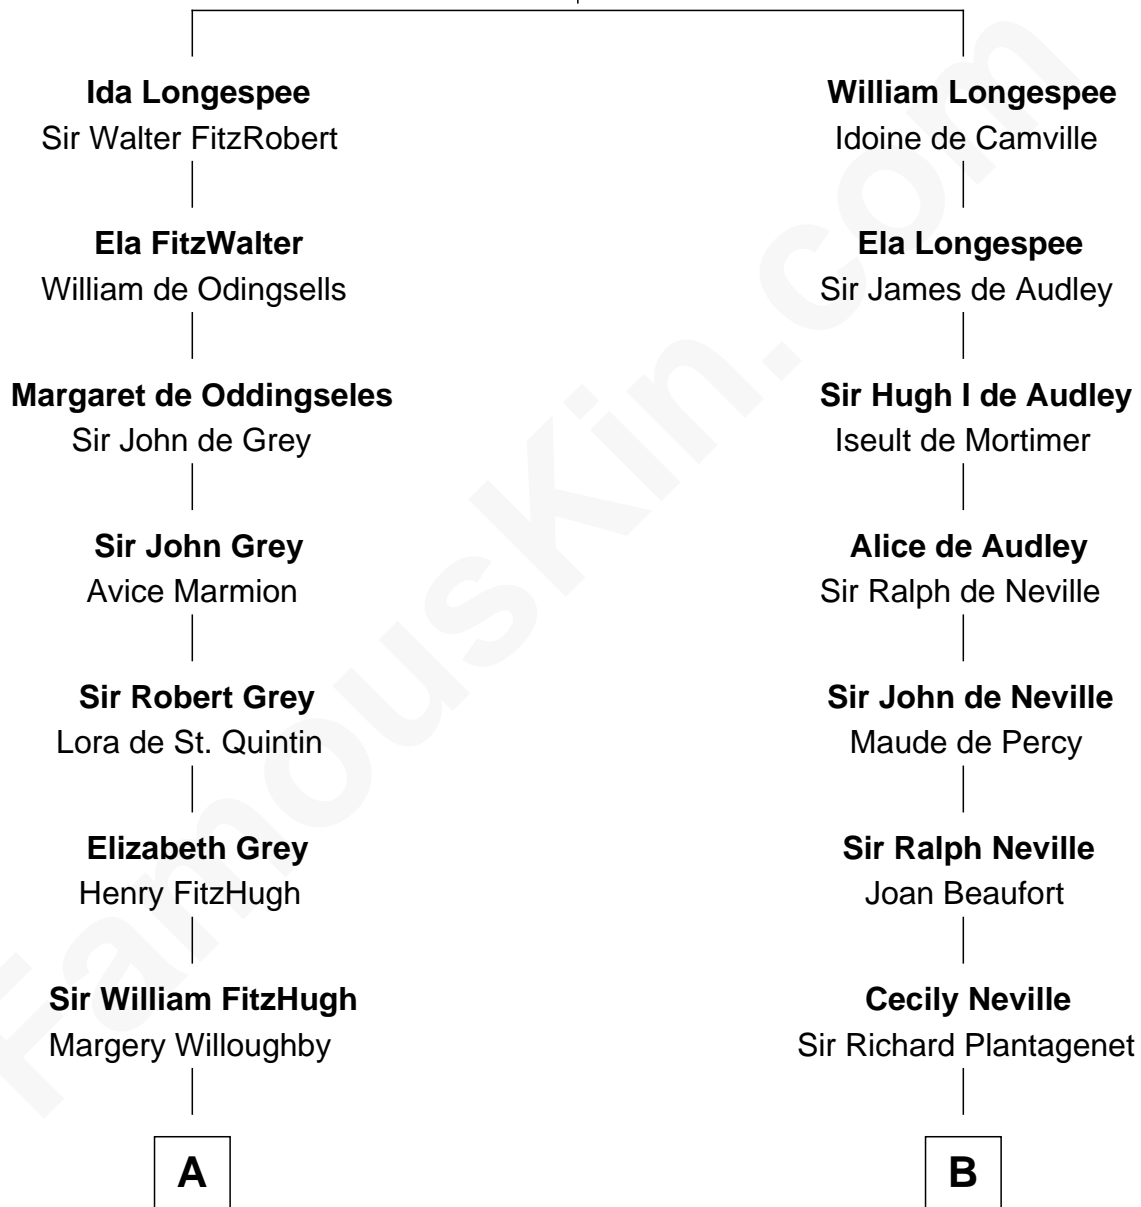 Ida Longespee
Sir Walter FitzRobert
Ela FitzWalter
William de Odingsells
Margaret de Oddingseles
Sir John de Grey
Sir John Grey
Avice Marmion
Sir Robert Grey
Lora de St. Quintin
Elizabeth Grey
Henry FitzHugh
Sir William FitzHugh
Margery Willoughby
A
William Longespee
Idoine de Camville
Ela Longespee
Sir James de Audley
Sir Hugh I de Audley
Iseult de Mortimer
Alice de Audley
Sir Ralph de Neville
Sir John de Neville
Maude de Percy
Sir Ralph Neville
Joan Beaufort
Cecily Neville
Sir Richard Plantagenet
B
FamousKin.com